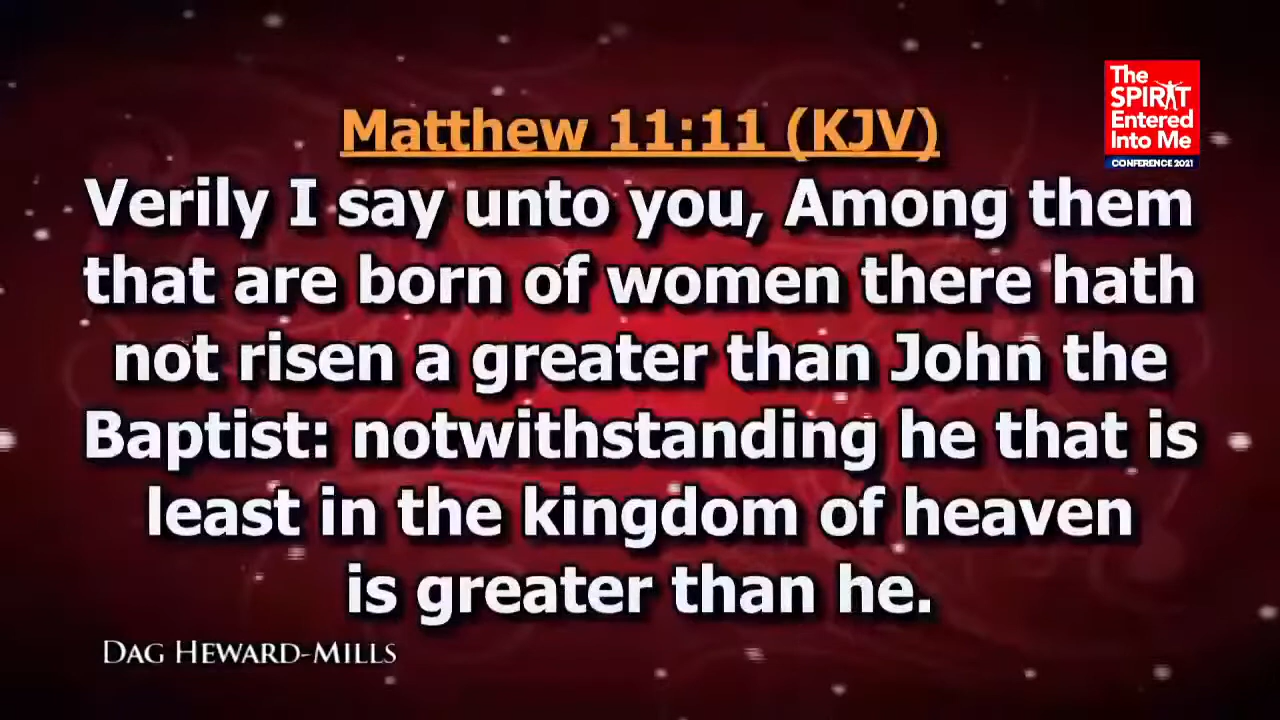 The
SPIRIT
Entered
Into Me
CONFERENCE 2021
Matthew 11:11 (KJV)
Verily I say unto you, Among them
that are born of women there hath
not risen a greater than John the
Baptist: notwithstanding he that is
least in the kingdom of heaven
is greater than he.
DAG HEWARD-MILLS